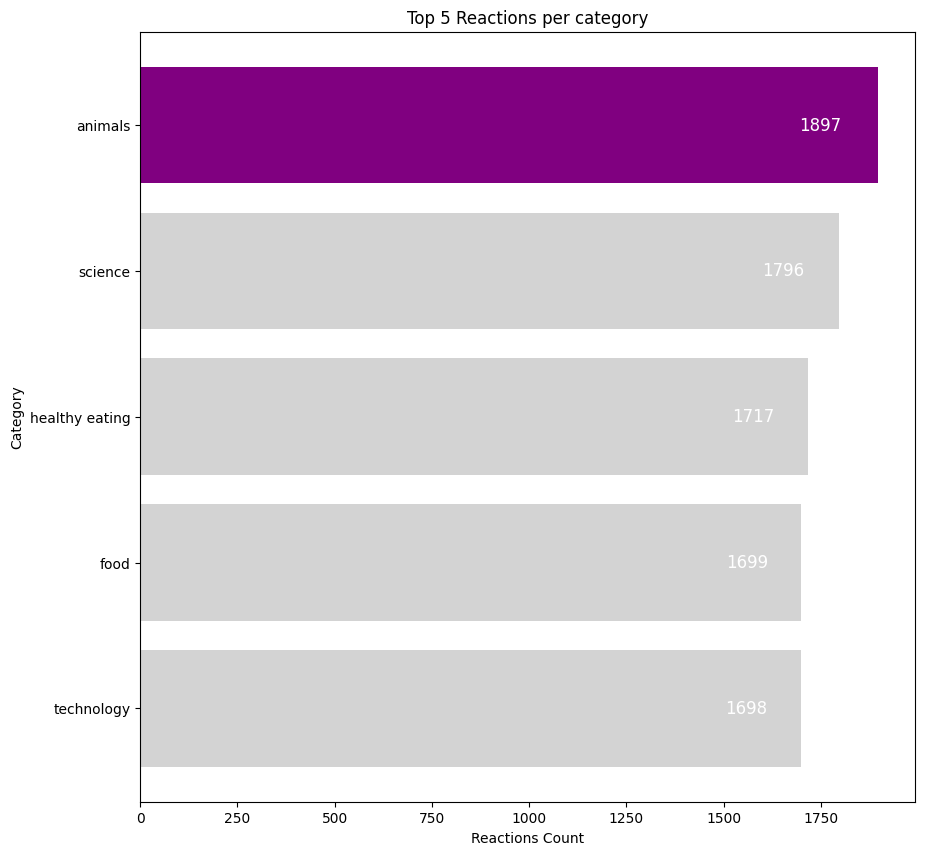 Top 5 Reactions per category
Category
animals
1897
science
1796
healthy eating
1717
food
1699
technology
1698
0 250 500 750 1000 1250 1500 1750
Reactions Count